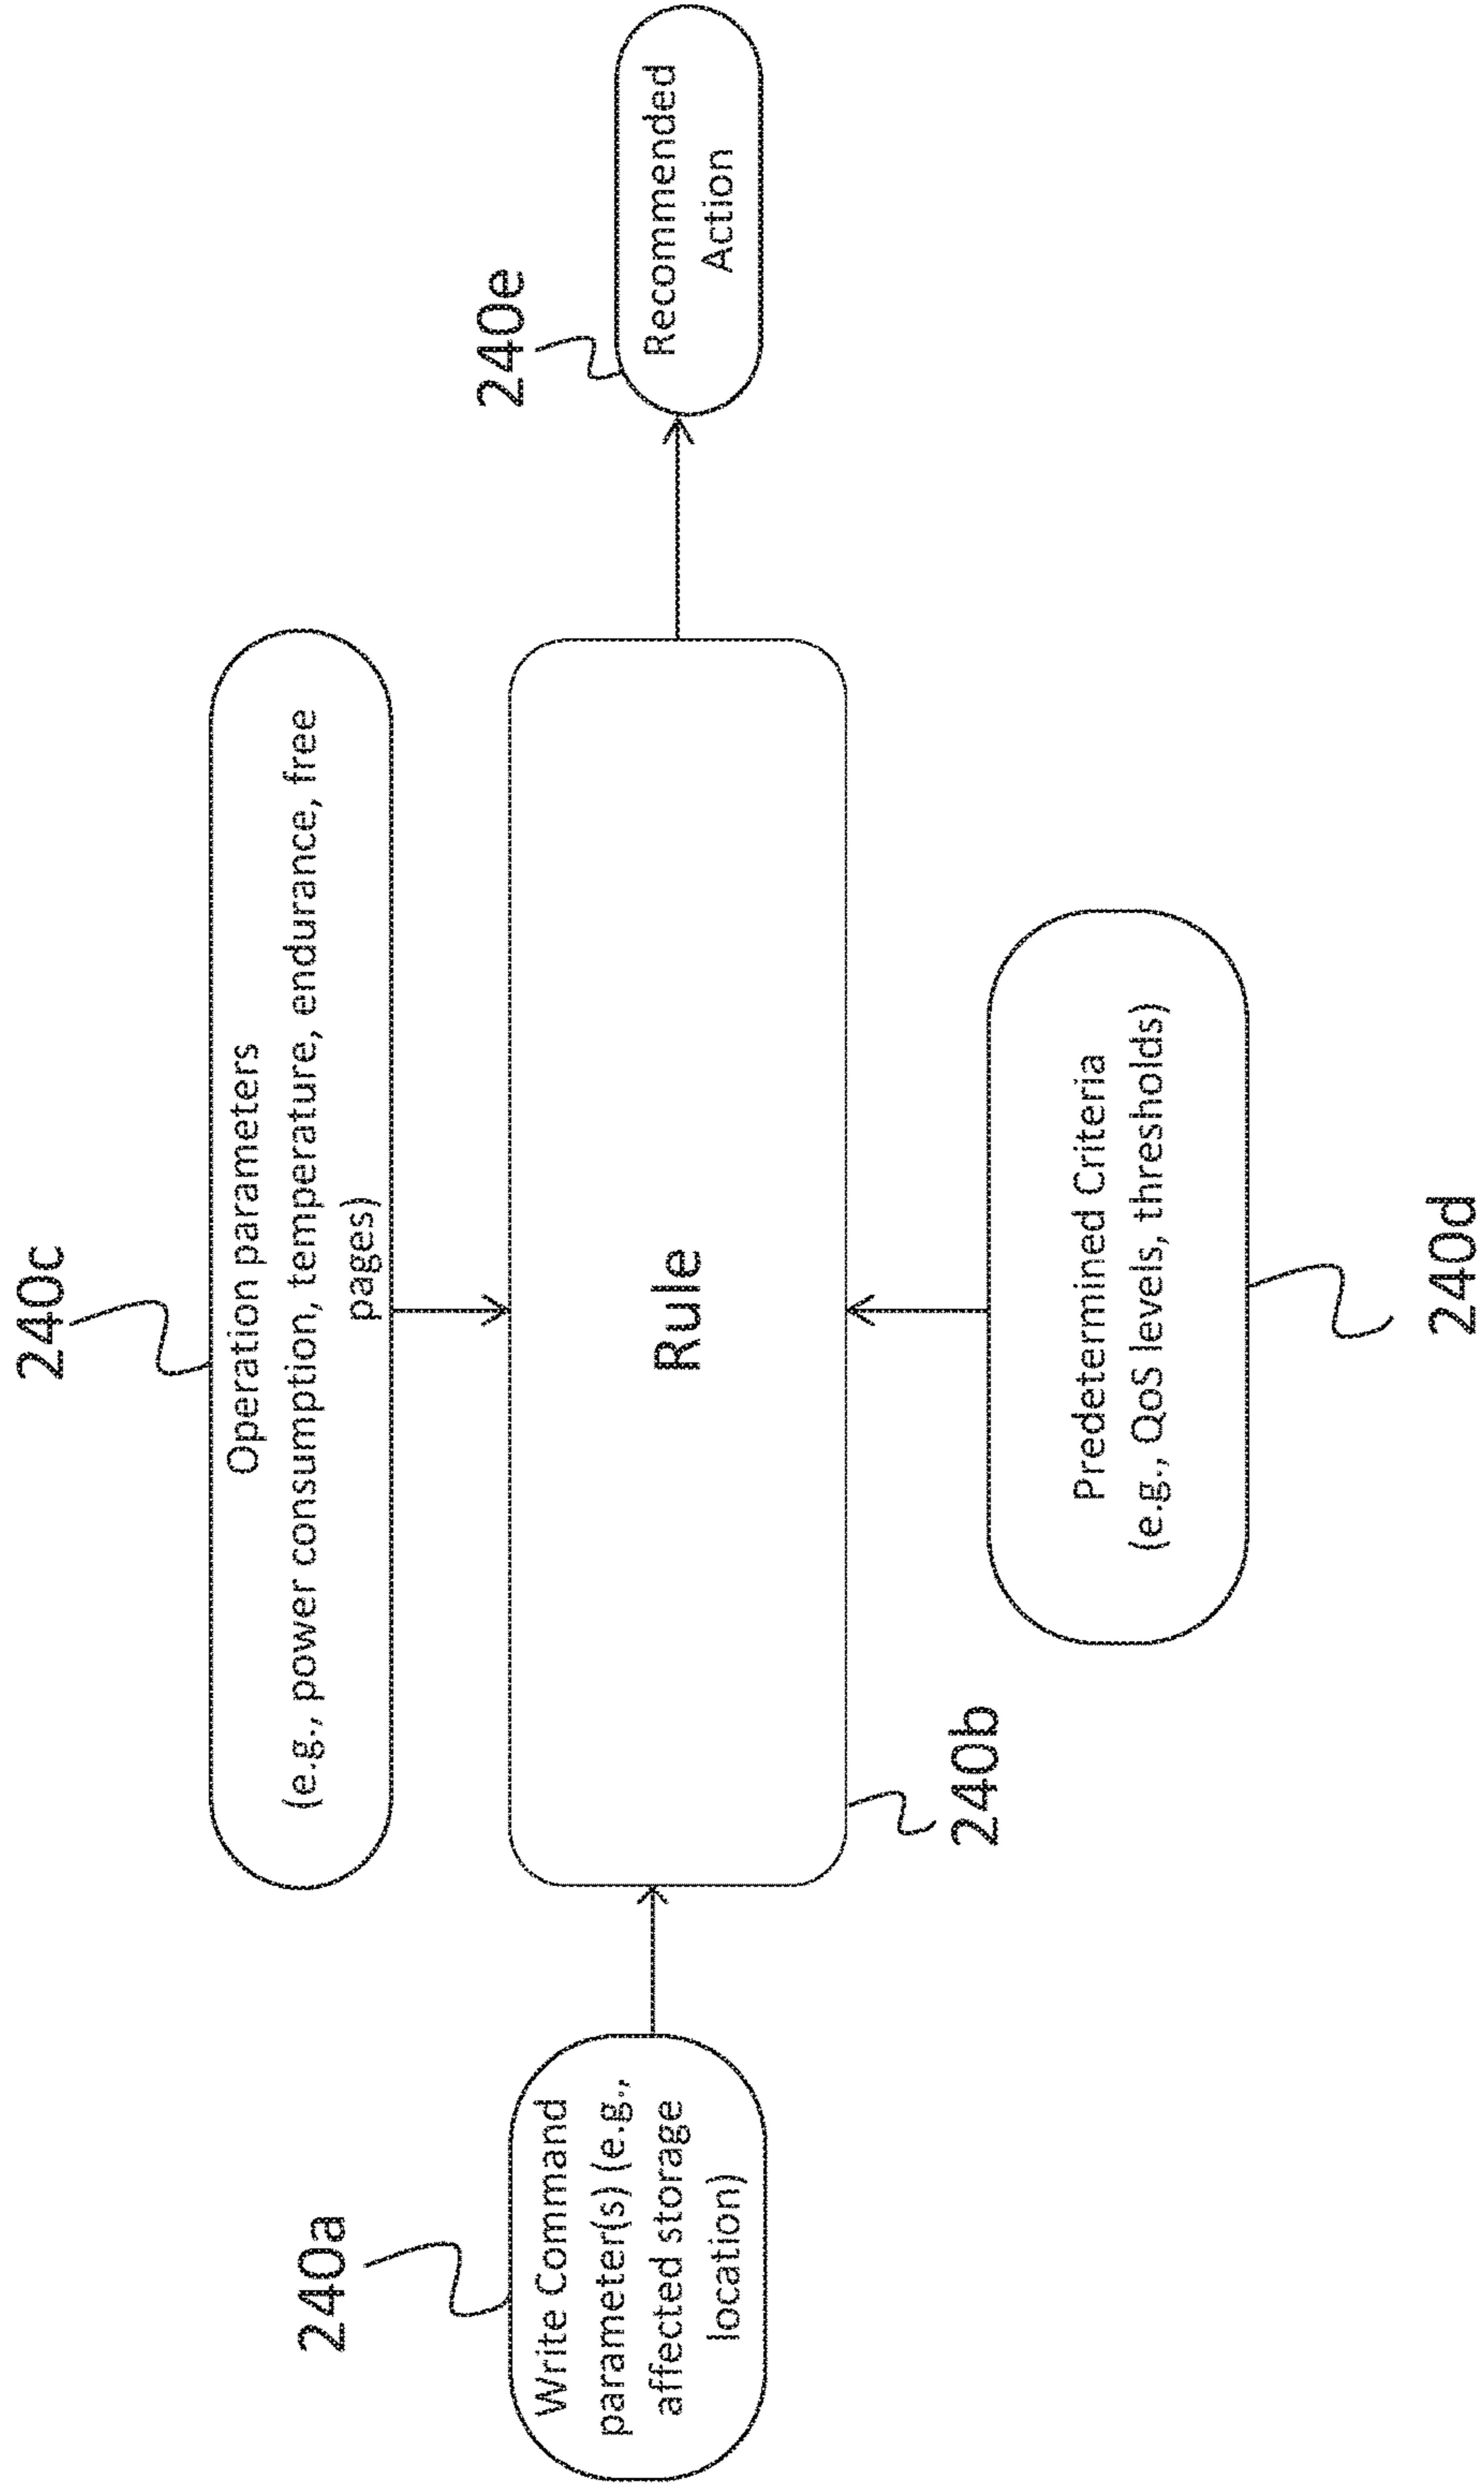 240c
Operation parameters
(e.g., power consumption, temperature, endurance, free
pages)
240a
Write Command
parameter(s) (e.g.,
affected storage
location)
Rule
240b
240e
Recommended
Action
Predetermined Criteria
(e.g., QoS levels, thresholds)
240d